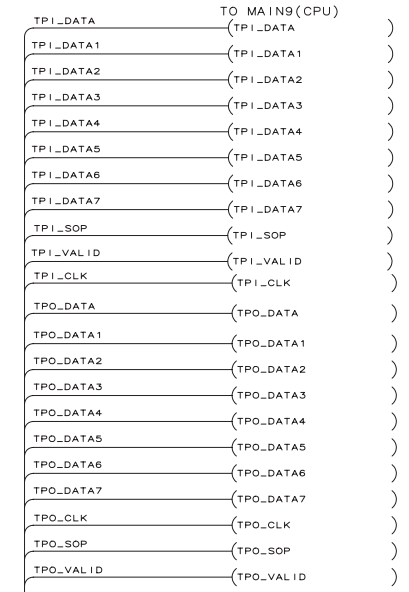 TO MAIN9(CPU)
TPI_DATA (TPI_DATA )
TPI_DATA1 (TPI_DATA1 )
TPI_DATA2 (TPI_DATA2 )
TPI_DATA3 (TPI_DATA3 )
TPI_DATA4 (TPI_DATA4 )
TPI_DATA5 (TPI_DATA5 )
TPI_DATA6 (TPI_DATA6 )
TPI_DATA7 (TPI_DATA7 )
TPI_SOP (TPI_SOP )
TPI_VALID (TPI_VALID )
TPI_CLK (TPI_CLK )
TPO_DATA (TPO_DATA )
TPO_DATA1 (TPO_DATA1 )
TPO_DATA2 (TPO_DATA2 )
TPO_DATA3 (TPO_DATA3 )
TPO_DATA4 (TPO_DATA4 )
TPO_DATA5 (TPO_DATA5 )
TPO_DATA6 (TPO_DATA6 )
TPO_DATA7 (TPO_DATA7 )
TPO_CLK (TPO_CLK )
TPO_SOP (TPO_SOP )
TPO_VALID (TPO_VALID )